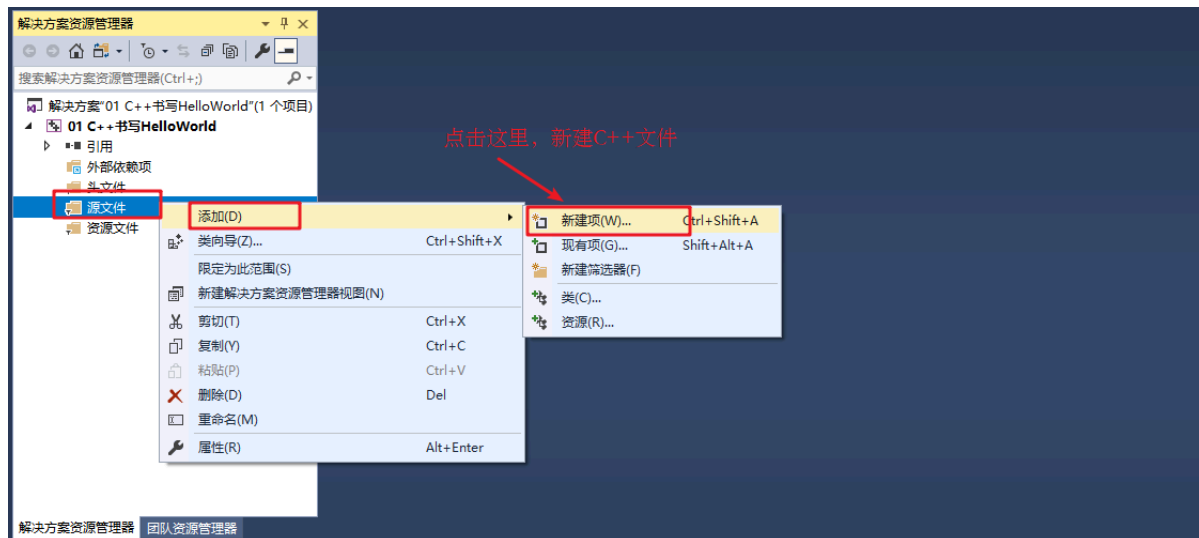 解决方案资源管理器
搜索解决方案资源管理器(Ctrl+;)
解决方案"01 C++书写HelloWorld"(1 个项目)
01 C++书写HelloWorld
引用
外部依赖项
头文件
源文件
资源文件
点击这里，新建C++文件
添加(D)
类向导(Z)... Ctrl+Shift+X
限定为此范围(S)
新建解决方案资源管理器视图(N)
剪切(T) Ctrl+X
复制(Y) Ctrl+C
粘贴(P) Ctrl+V
删除(D) Del
重命名(M)
属性(R) Alt+Enter
新建项(W)... Ctrl+Shift+A
现有项(G)... Shift+Alt+A
新建筛选器(F)
类(C)...
资源(R)...
解决方案资源管理器 团队资源管理器